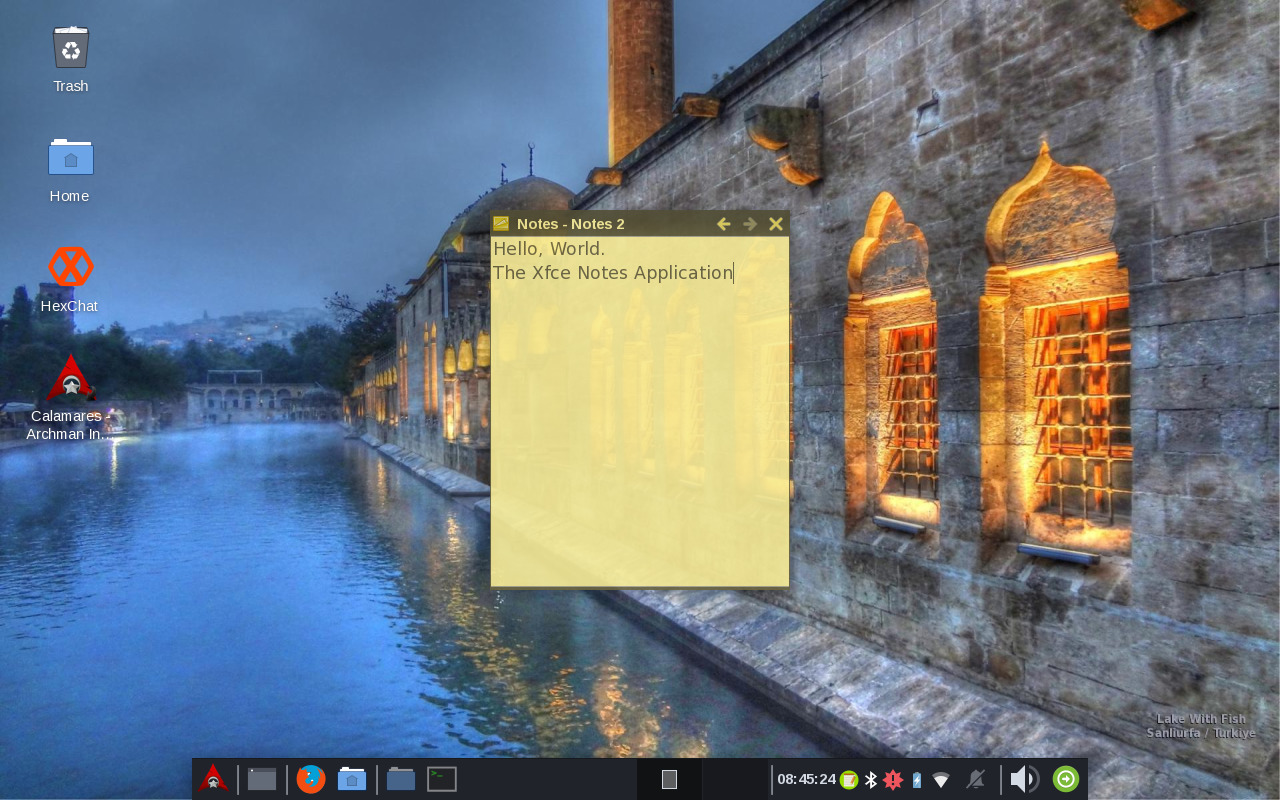 Trash
Home
HexChat
Calamares -
Archman In...
Notes - Notes 2
Hello, World.
The Xfce Notes Application
Lake With Fish
Sanliurfa / Turkiye
08:45:24